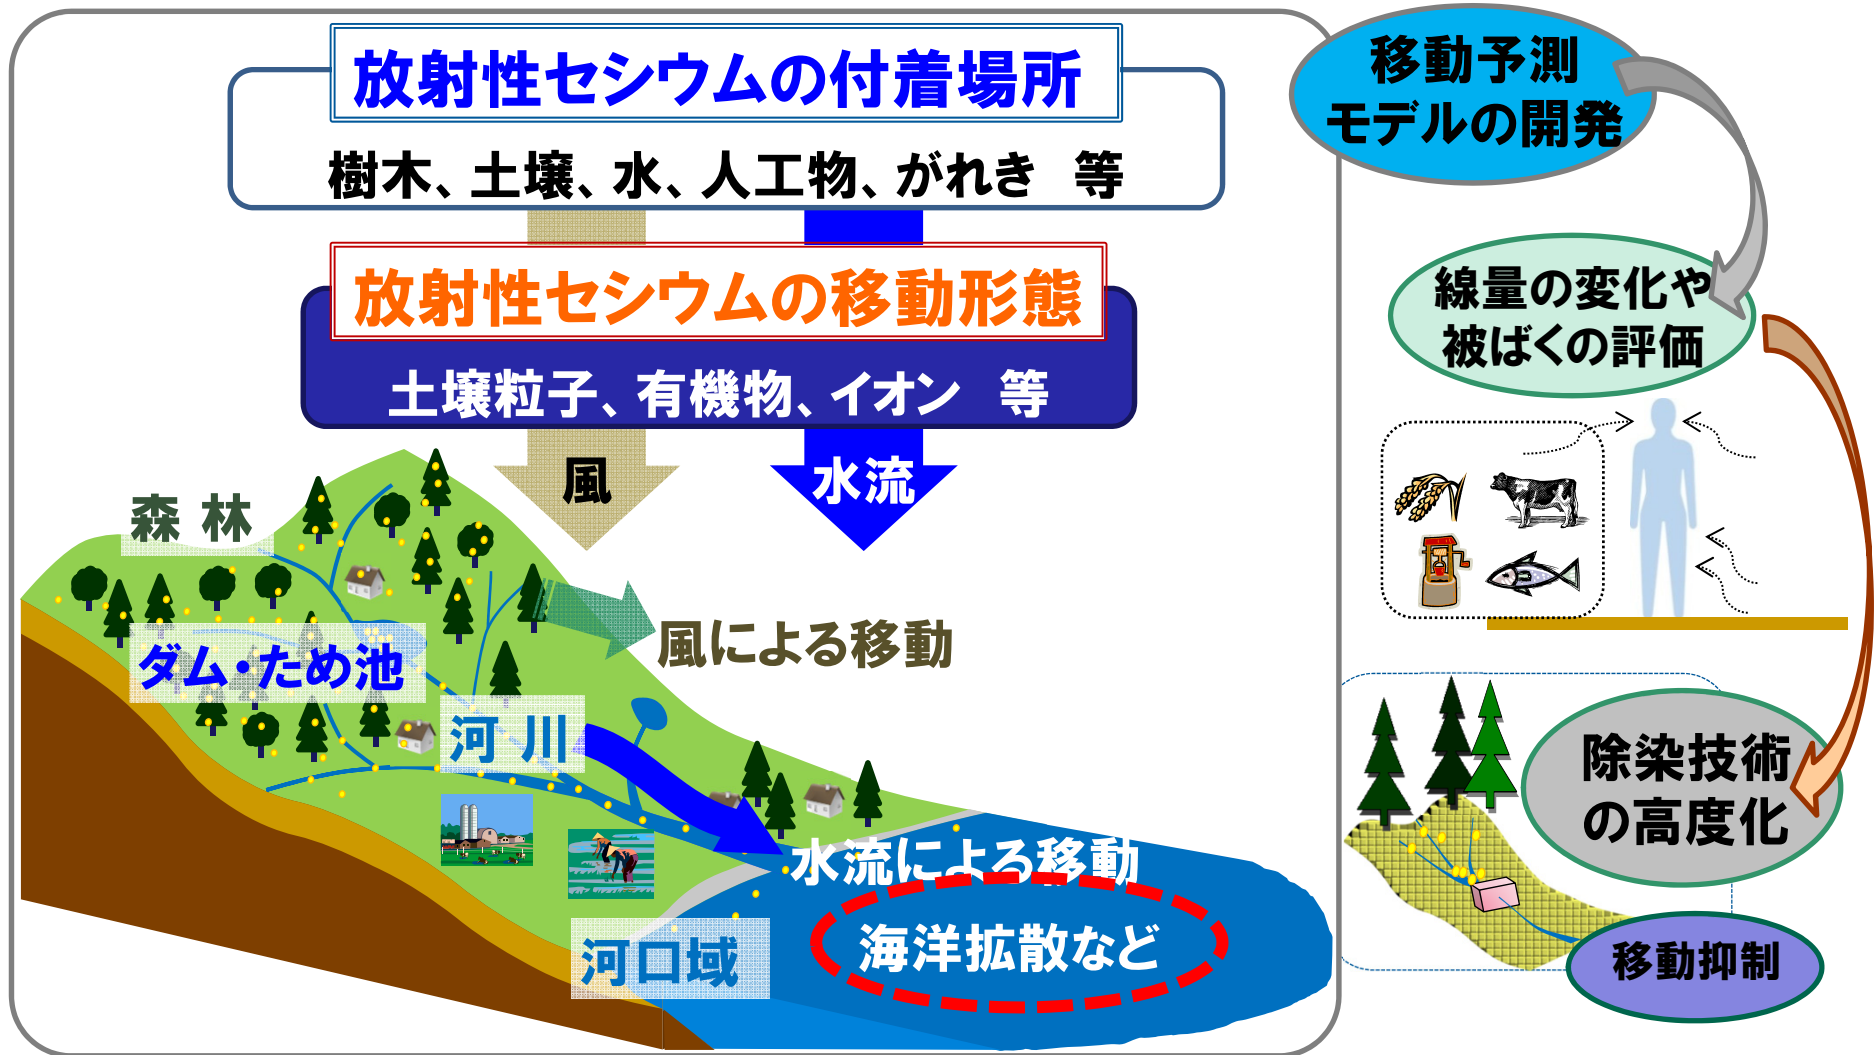 放射性セシウムの付着場所
樹木、土壌、水、人工物、がれき 等
放射性セシウムの移動形態
土壌粒子、有機物、イオン 等
風
水流
森 林
風による移動
ダム・ため池
河 川
水流による移動
海洋拡散など
河口域
移動予測
モデルの開発
線量の変化や
被ばくの評価
除染技術
の高度化
移動抑制